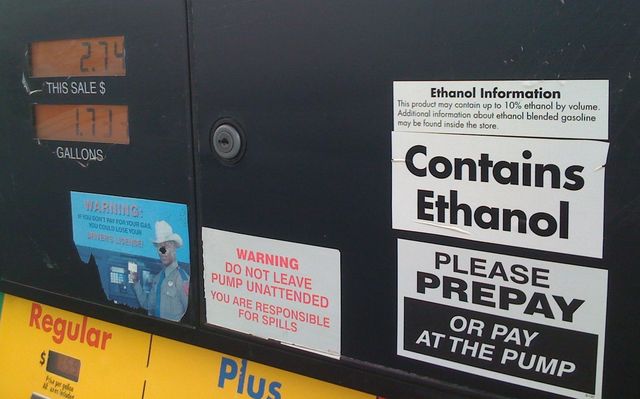 2.74
THIS SALE $
GALLONS
WARNING:
IF YOU DON'T PAY FOR YOUR GAS,
YOU COULD LOSE YOUR
DRIVER'S LICENSE!
WARNING
DO NOT LEAVE
PUMP UNATTENDED
YOU ARE RESPONSIBLE
FOR SPILLS
Ethanol Information
This product may contain up to 10% ethanol by volume.
Additional information about ethanol blended gasoline
may be found inside the store.
Contains
Ethanol
PLEASE
PREPAY
OR PAY
AT THE PUMP
Regular
$
Price per gallon
Plus